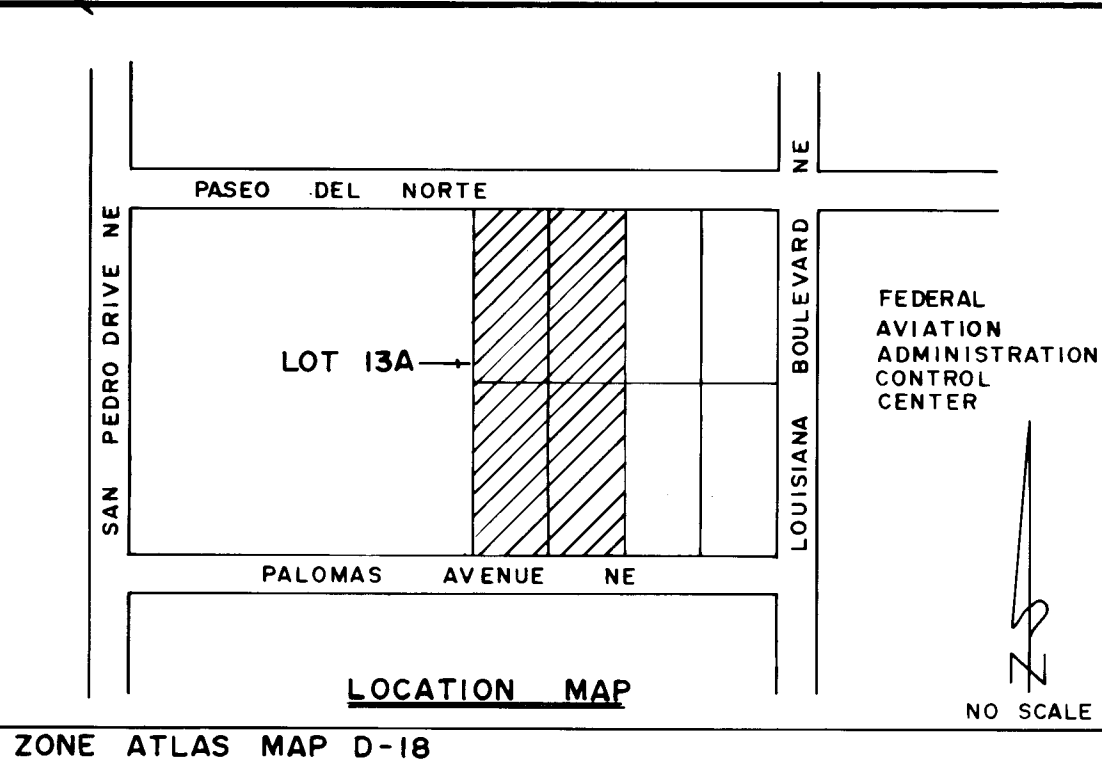 PASEO DEL NORTE
SAN PEDRO DRIVE NE
LOUISIANA BOULEVARD NE
LOT 13A
FEDERAL
AVIATION
ADMINISTRATION
CONTROL
CENTER
PALOMAS AVENUE NE
LOCATION MAP
N
NO SCALE
ZONE ATLAS MAP D-18